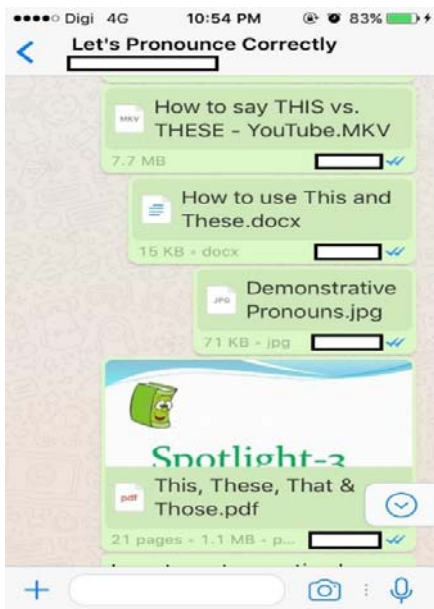 Digi 4G 10:54 PM 83%
Let's Pronounce Correctly
MKV
How to say THIS vs.
THESE - YouTube.MKV
7.7 MB
How to use This and
These.docx
15 KB • docx
JPG
Demonstrative
Pronouns.jpg
71 KB • jpg
Spotlight-3
pdf
This, These, That &
Those.pdf
21 pages • 1.1 MB • p...